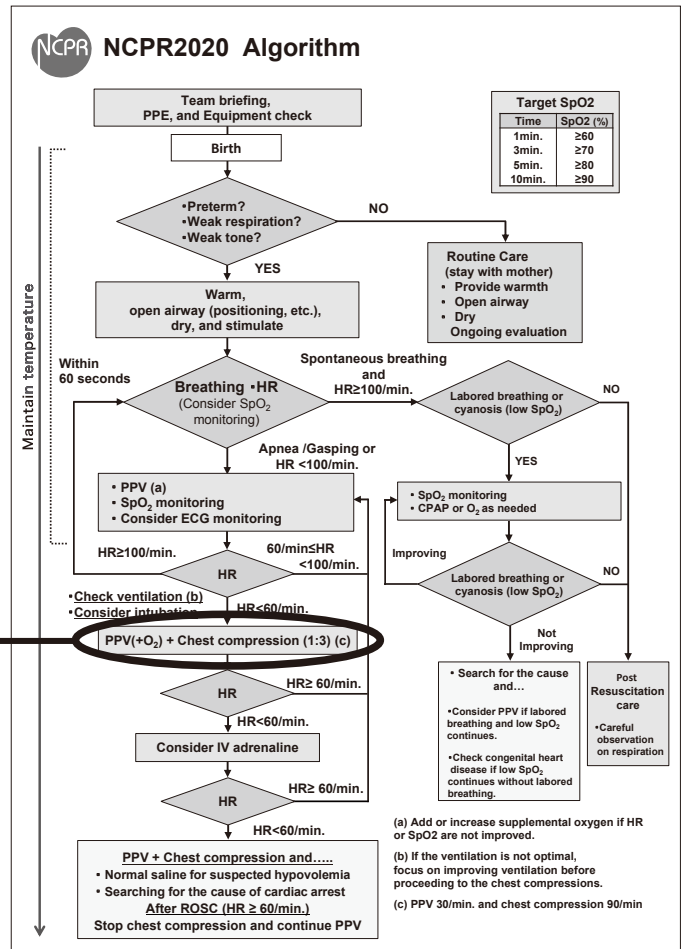 NCPR
NCPR2020 Algorithm
Team briefing,
PPE, and Equipment check
Birth
Target SpO2
Time SpO2 (%)
1min. ≥60
3min. ≥70
5min. ≥80
10min. ≥90
▪Preterm?
▪Weak respiration?
▪Weak tone?
NO
YES
Routine Care
(stay with mother)
▪ Provide warmth
▪ Open airway
▪ Dry
Ongoing evaluation
Warm,
open airway (positioning, etc.),
dry, and stimulate
Maintain temperature
Within
60 seconds
Breathing ▪HR
(Consider SpO₂
monitoring)
Spontaneous breathing
and
HR≥100/min.
Labored breathing or
cyanosis (low SpO₂)
NO
YES
Apnea /Gasping or
HR <100/min.
▪ PPV (a)
▪ SpO₂ monitoring
▪ Consider ECG monitoring
▪ SpO₂ monitoring
▪ CPAP or O₂ as needed
HR≥100/min.
60/min≤HR
<100/min.
HR
Improving
Labored breathing or
cyanosis (low SpO₂)
NO
Not
Improving
▪Check ventilation (b)
▪Consider intubation
HR<60/min.
PPV(+O₂) + Chest compression (1:3) (c)
HR
HR≥ 60/min.
HR<60/min.
Consider IV adrenaline
HR
HR≥ 60/min.
HR<60/min.
▪ Search for the cause
and…
▪Consider PPV if labored
breathing and low SpO₂
continues.
▪Check congenital heart
disease if low SpO₂
continues without labored
breathing.
Post
Resuscitation
care
▪Careful
observation
on respiration
PPV + Chest compression and…..
▪ Normal saline for suspected hypovolemia
▪ Searching for the cause of cardiac arrest
After ROSC (HR ≥ 60/min.)
Stop chest compression and continue PPV
(a) Add or increase supplemental oxygen if HR
or SpO2 are not improved.
(b) If the ventilation is not optimal,
focus on improving ventilation before
proceeding to the chest compressions.
(c) PPV 30/min. and chest compression 90/min